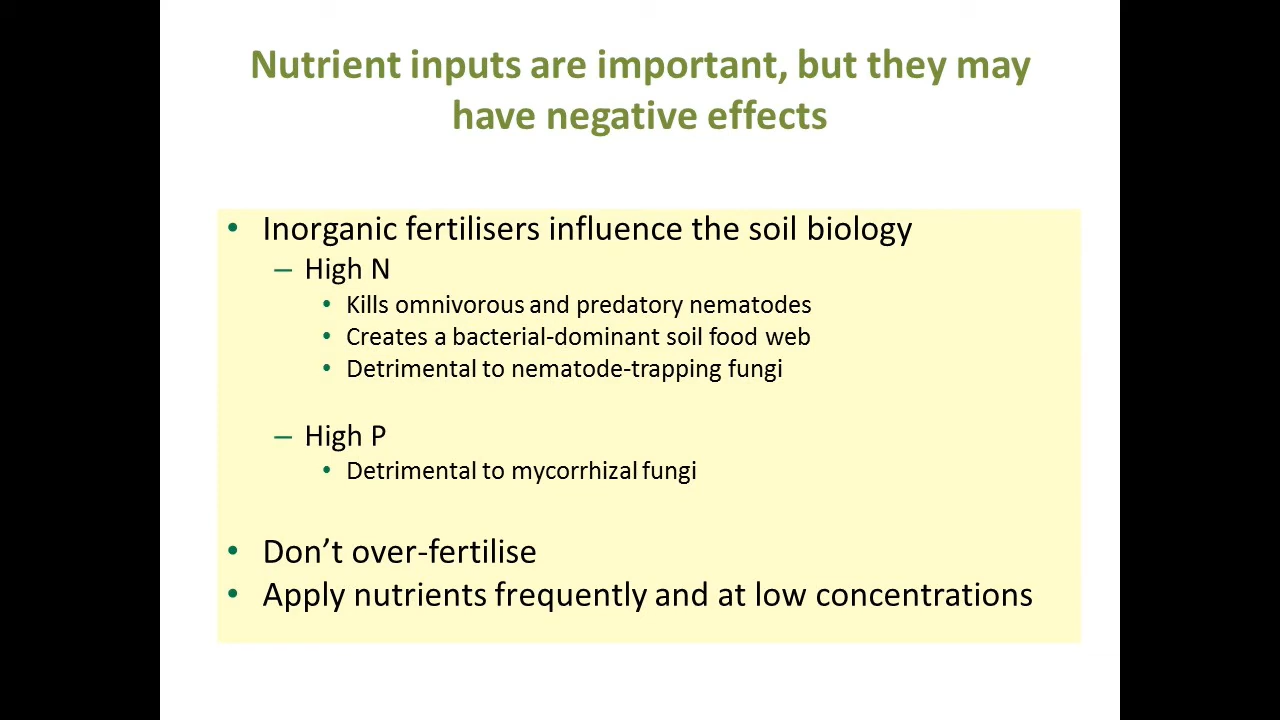 Nutrient inputs are important, but they may
have negative effects
• Inorganic fertilisers influence the soil biology
– High N
• Kills omnivorous and predatory nematodes
• Creates a bacterial-dominant soil food web
• Detrimental to nematode-trapping fungi
– High P
• Detrimental to mycorrhizal fungi
• Don’t over-fertilise
• Apply nutrients frequently and at low concentrations